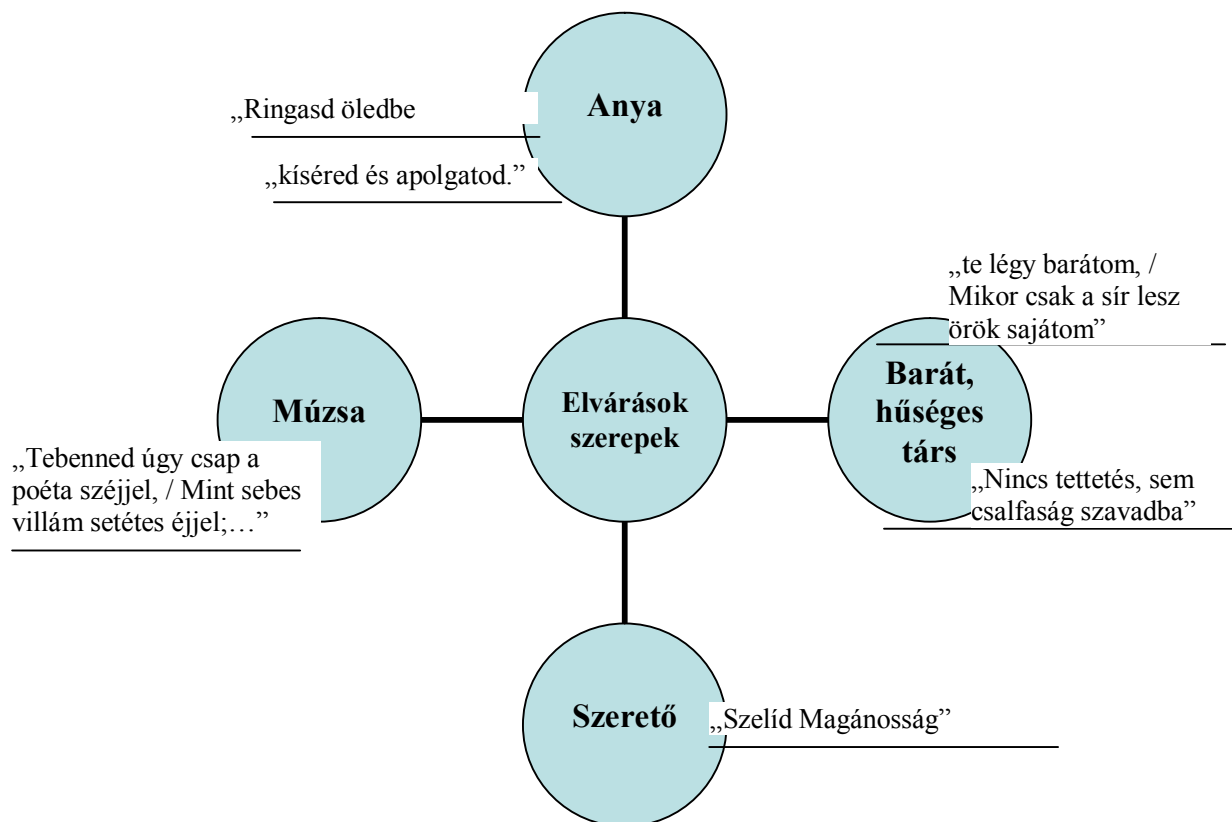 Anya
„Ringasd öledbe
„kíséred és apolgatod.”
„te légy barátom, /
Mikor csak a sír lesz
örök sajátom”
Múzsa
Elvárások
szerepek
Barát,
hűséges
társ
„Tebenned úgy csap a
poéta széjjel, / Mint sebes
villám setétes éjjel;…”
„Nincs tettetés, sem
csalfaság szavadba”
Szerető
„Szelíd Magánosság”